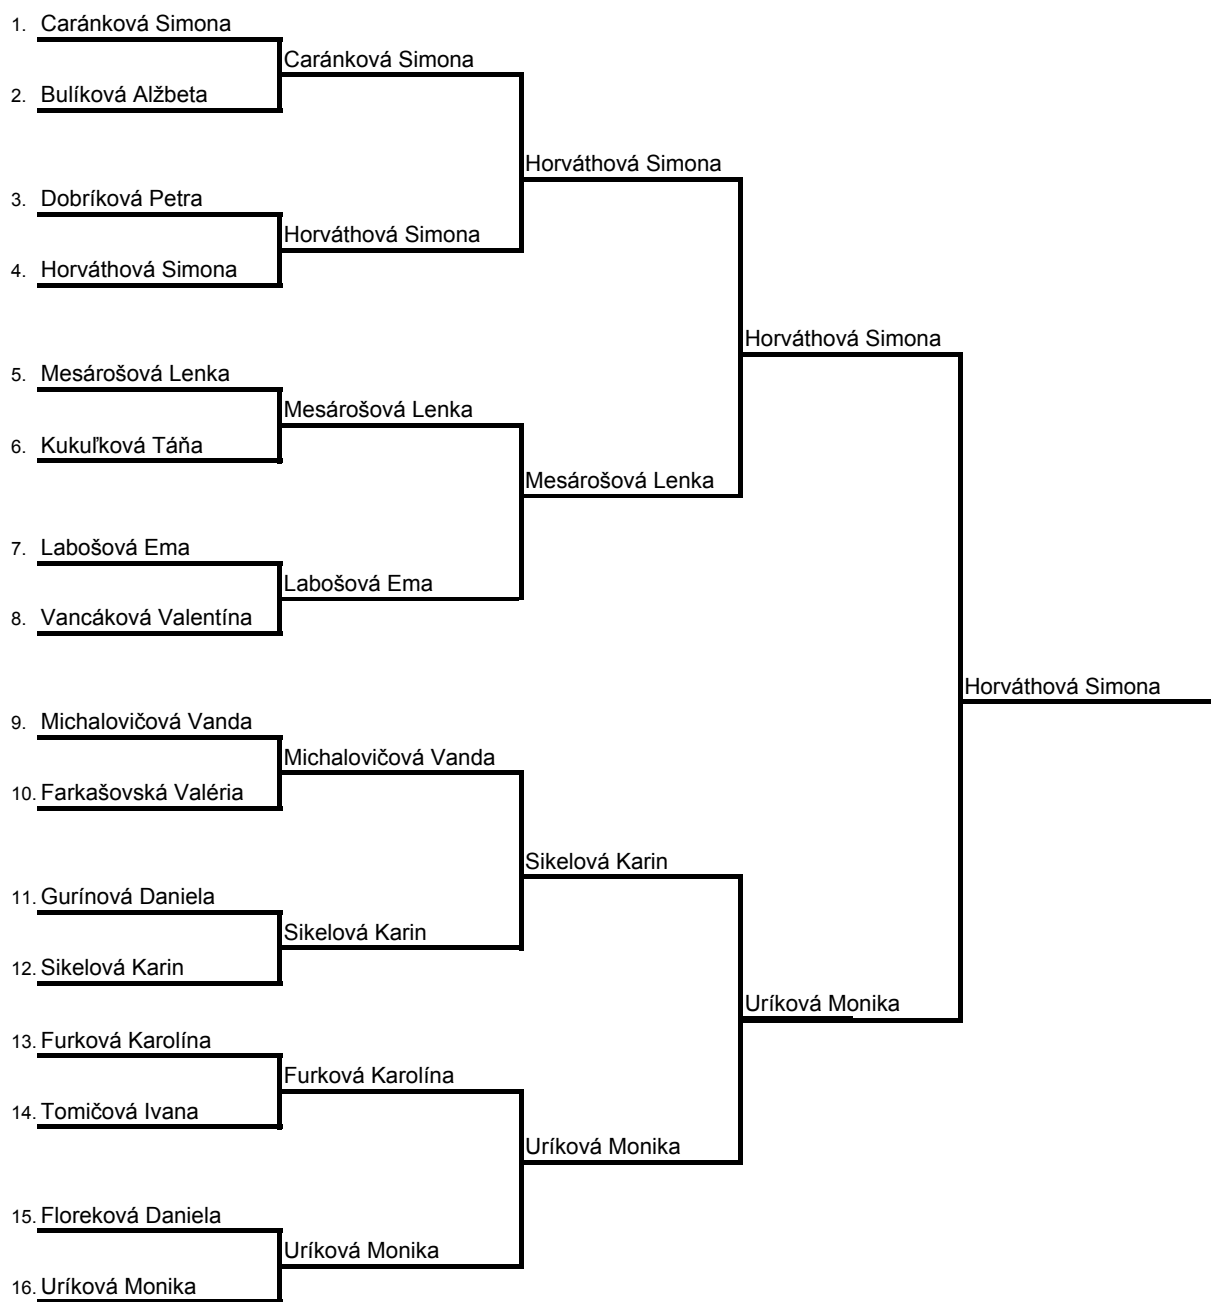 1. Caránková Simona
Caránková Simona
2. Bulíková Alžbeta
Horváthová Simona
3. Dobríková Petra
Horváthová Simona
4. Horváthová Simona
Horváthová Simona
5. Mesárošová Lenka
Mesárošová Lenka
6. Kukuľková Táňa
Mesárošová Lenka
7. Labošová Ema
Labošová Ema
8. Vancáková Valentína
Horváthová Simona
9. Michalovičová Vanda
Michalovičová Vanda
10. Farkašovská Valéria
Sikelová Karin
11. Gurínová Daniela
Sikelová Karin
12. Sikelová Karin
Uríková Monika
13. Furková Karolína
Furková Karolína
14. Tomičová Ivana
Uríková Monika
15. Floreková Daniela
Uríková Monika
16. Uríková Monika